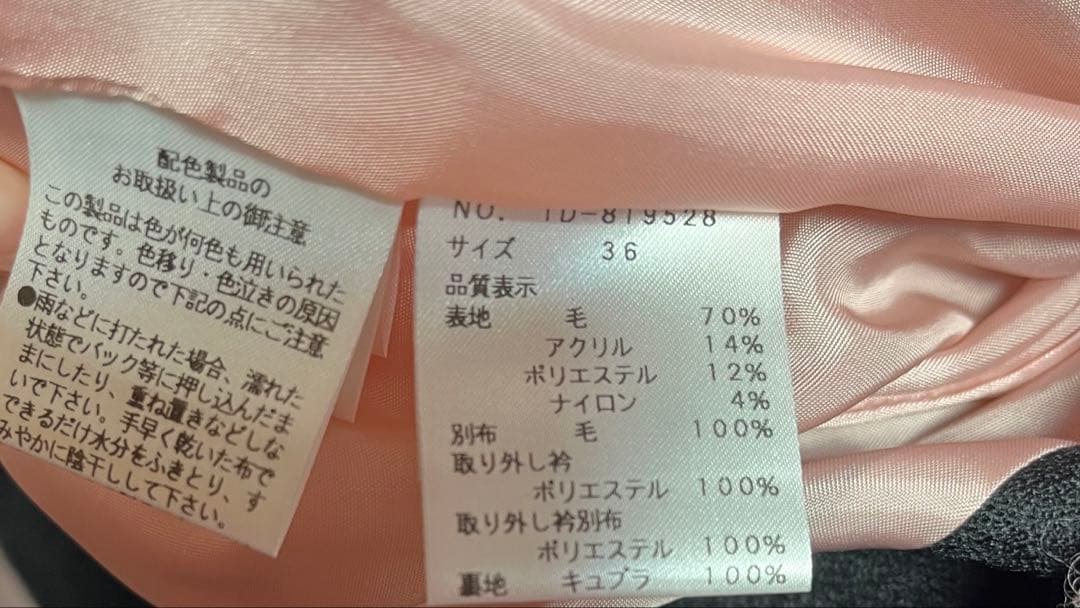 配色製品の
お取扱い上の御注意
この製品は色が何色も用いられた
ものです。色移り・色泣きの原因
となりますので下記の点にご注意
下さい。
●雨などに打たれた場合、濡れた
状態でバック等に押し込んだま
まにしたり、重ね置きなどしな
いで下さい。手早く乾いた布で
できるだけ水分をふきとり、す
みやかに陰干しして下さい。
NO. TD-819528
サイズ 36
品質表示
表地 毛 70%
アクリル 14%
ポリエステル 12%
ナイロン 4%
別布 毛 100%
取り外し衿
ポリエステル 100%
取り外し衿別布
ポリエステル 100%
裏地 キュプラ 100%